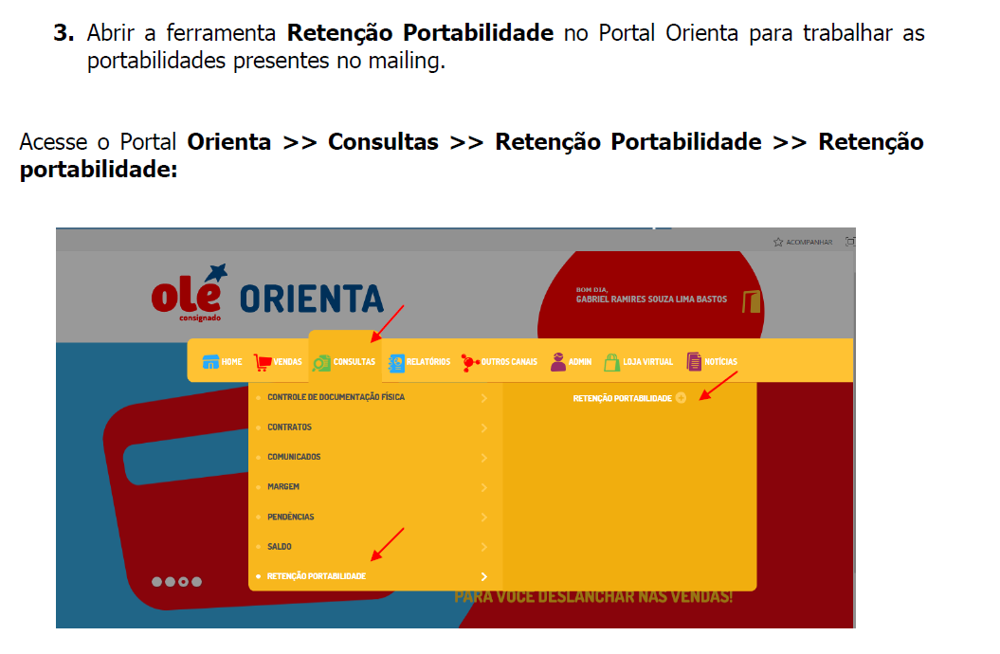 3. Abrir a ferramenta Retenção Portabilidade no Portal Orienta para trabalhar as
portabilidades presentes no mailing.
Acesse o Portal Orienta >> Consultas >> Retenção Portabilidade >> Retenção
portabilidade:
ACOMPANHAR
olé
consignado
ORIENTA
BOM DIA,
GABRIEL RAMIRES SOUZA LIMA BASTOS
HOME VENDAS CONSULTAS RELATÓRIOS OUTROS CANAIS ADMIN LOJA VIRTUAL NOTÍCIAS
CONTROLE DE DOCUMENTAÇÃO FÍSICA
RETENÇÃO PORTABILIDADE
CONTRATOS
COMUNICADOS
MARGEM
PENDÊNCIAS
SALDO
RETENÇÃO PORTABILIDADE
PARA VOCÊ DESLANCHAR NAS VENDAS!